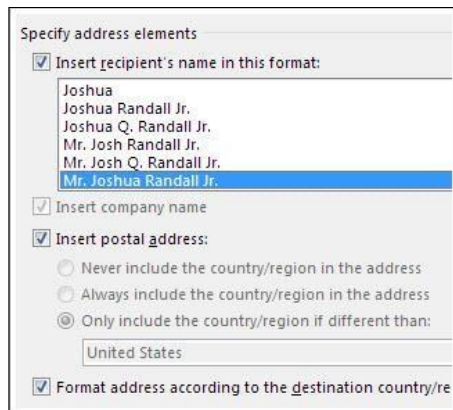 Specify address elements
Insert recipient's name in this format:
Joshua
Joshua Randall Jr.
Joshua Q. Randall Jr.
Mr. Josh Randall Jr.
Mr. Josh Q. Randall Jr.
Mr. Joshua Randall Jr.
Insert company name
Insert postal address:
Never include the country/region in the address
Always include the country/region in the address
Only include the country/region if different than:
United States
Format address according to the destination country/re